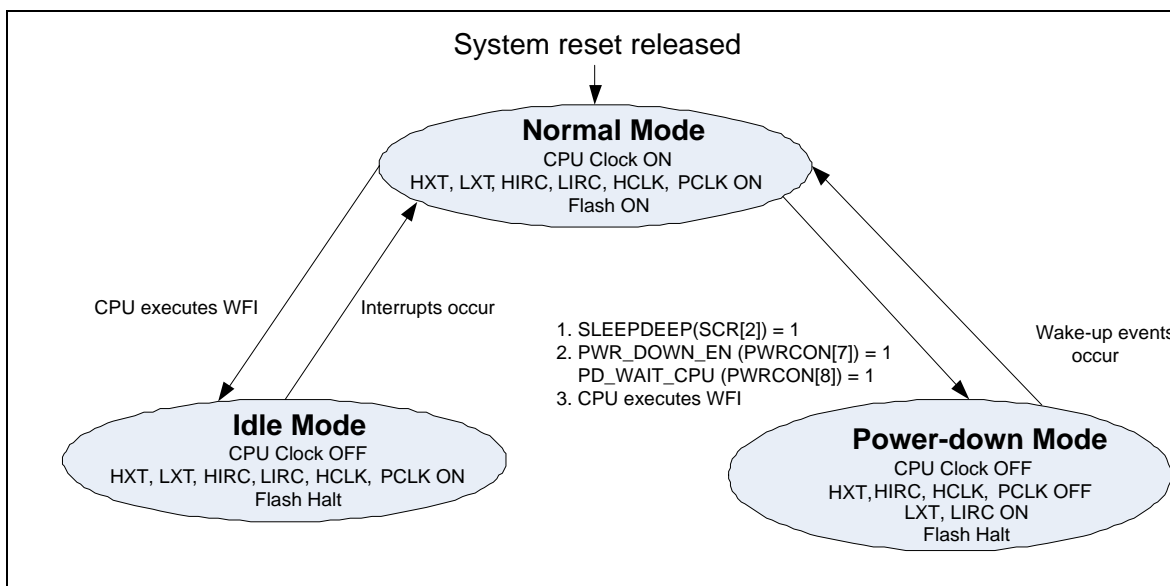 System reset released
Normal Mode
CPU Clock ON
HXT, LXT, HIRC, LIRC, HCLK, PCLK ON
Flash ON
CPU executes WFI
Interrupts occur
1. SLEEPDEEP(SCR[2]) = 1
2. PWR_DOWN_EN (PWRCON[7]) = 1
PD_WAIT_CPU (PWRCON[8]) = 1
3. CPU executes WFI
Wake-up events
occur
Idle Mode
CPU Clock OFF
HXT, LXT, HIRC, LIRC, HCLK, PCLK ON
Flash Halt
Power-down Mode
CPU Clock OFF
HXT, HIRC, HCLK, PCLK OFF
LXT, LIRC ON
Flash Halt